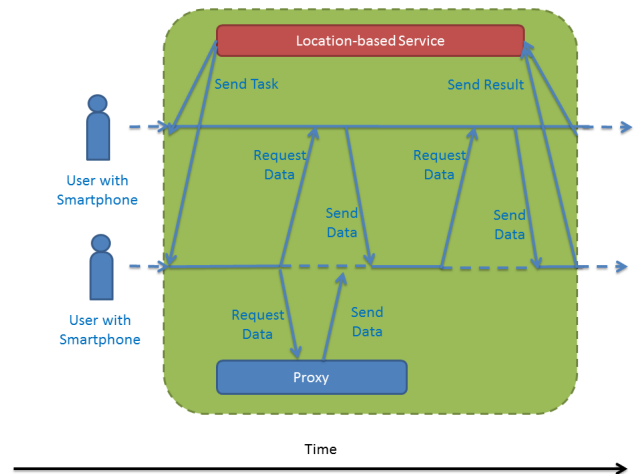 Location-based Service
Send Task
Send Result
User with
Smartphone
Request
Data
Request
Data
Send
Data
Send
Data
User with
Smartphone
Request
Data
Send
Data
Proxy
Time